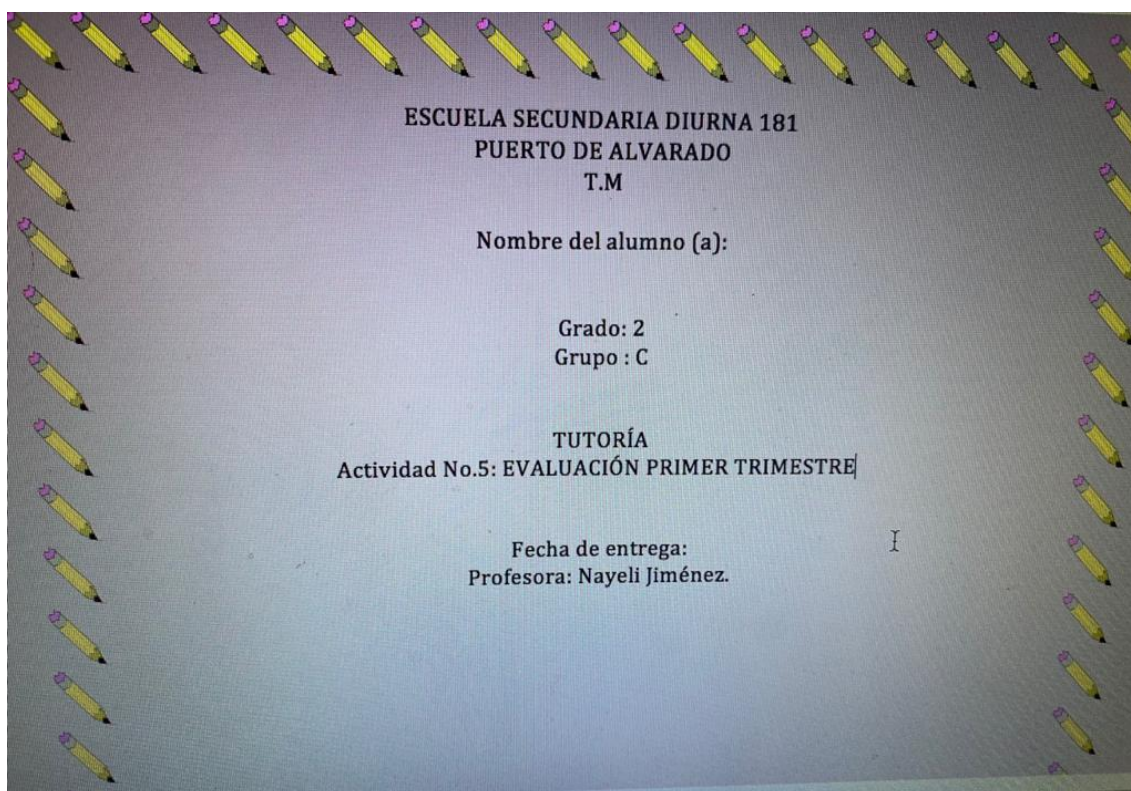 ESCUELA SECUNDARIA DIURNA 181
PUERTO DE ALVARADO
T.M
Nombre del alumno (a):
Grado: 2
Grupo : C
TUTORÍA
Actividad No.5: EVALUACIÓN PRIMER TRIMESTRE
Fecha de entrega:
Profesora: Nayeli Jiménez.